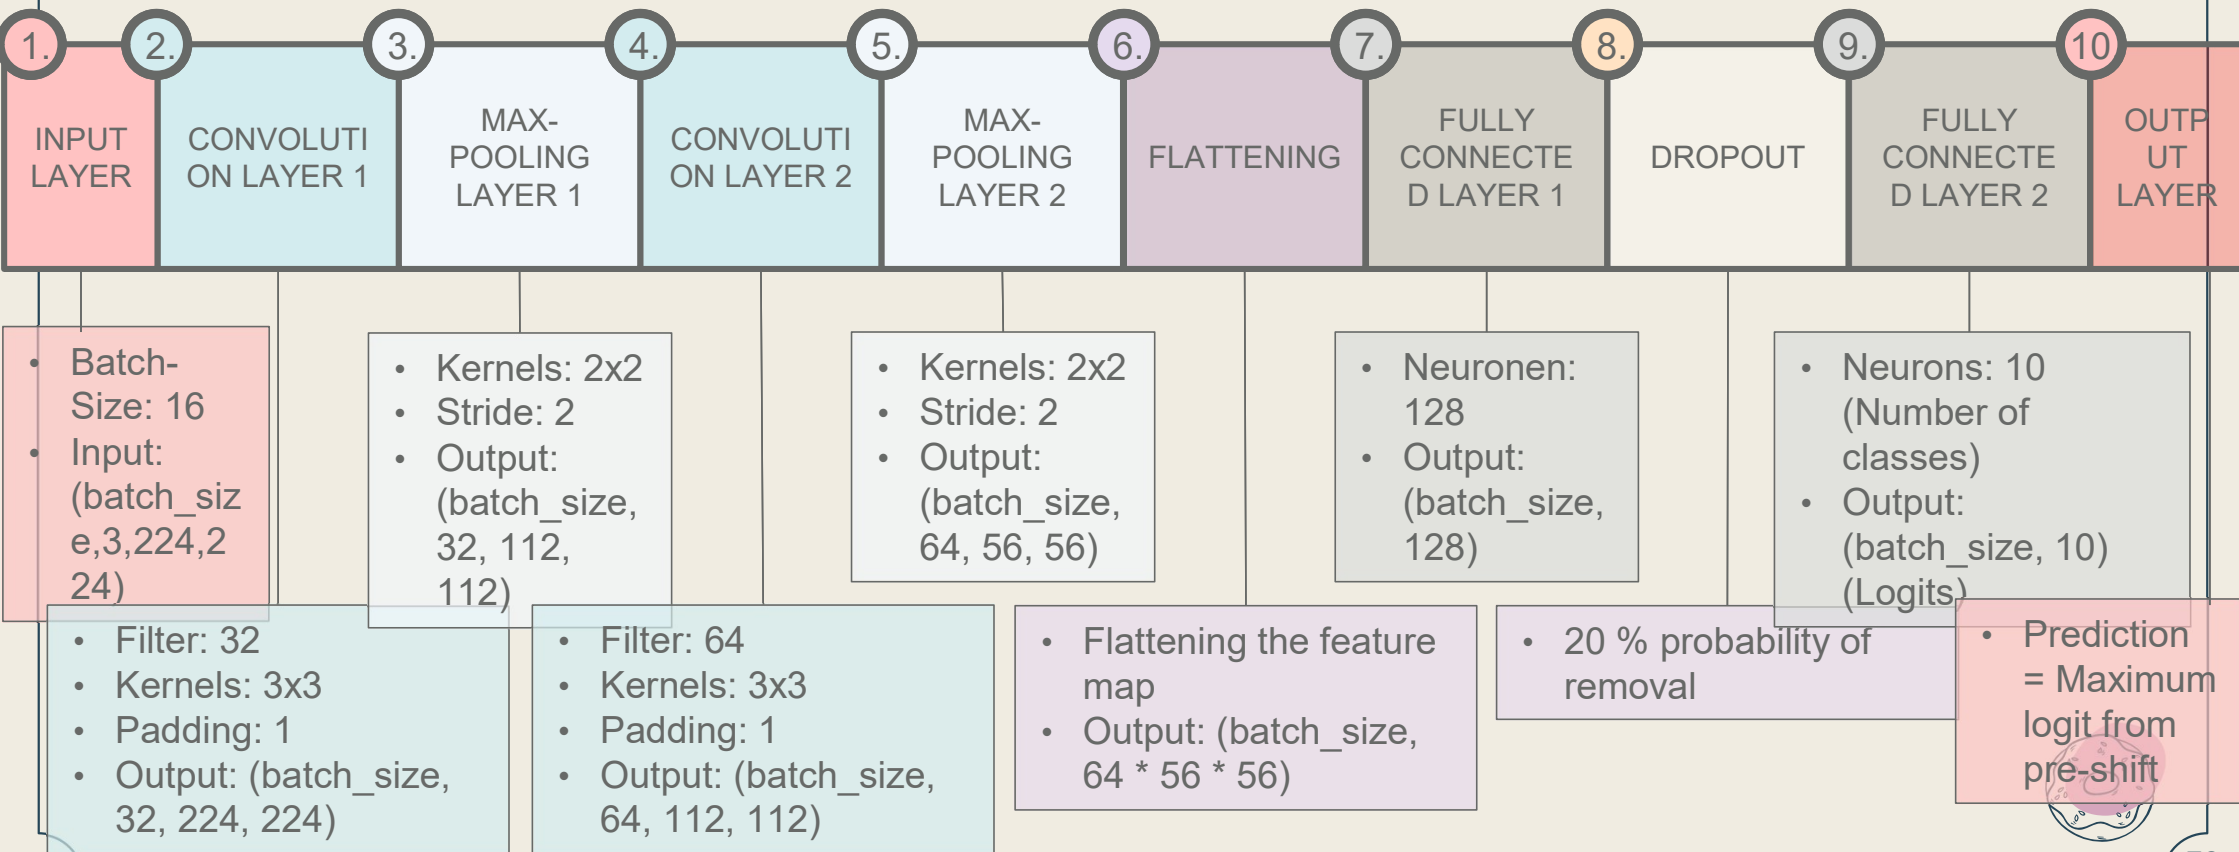 1.
2.
3.
4.
5.
6.
7.
8.
9.
10
INPUT
LAYER
CONVOLUTI
ON LAYER 1
MAX-
POOLING
LAYER 1
CONVOLUTI
ON LAYER 2
MAX-
POOLING
LAYER 2
FLATTENING
FULLY
CONNECTE
D LAYER 1
DROPOUT
FULLY
CONNECTE
D LAYER 2
OUTP
UT
LAYER
• Batch-
Size: 16
• Input:
(batch_siz
e,3,224,2
24)
• Filter: 32
• Kernels: 3x3
• Padding: 1
• Output: (batch_size,
32, 224, 224)
• Kernels: 2x2
• Stride: 2
• Output:
(batch_size,
32, 112,
112)
• Filter: 64
• Kernels: 3x3
• Padding: 1
• Output: (batch_size,
64, 112, 112)
• Kernels: 2x2
• Stride: 2
• Output:
(batch_size,
64, 56, 56)
• Flattening the feature
map
• Output: (batch_size,
64 * 56 * 56)
• Neuronen:
128
• Output:
(batch_size,
128)
• 20 % probability of
removal
• Neurons: 10
(Number of
classes)
• Output:
(batch_size, 10)
(Logits)
• Prediction
= Maximum
logit from
pre-shift